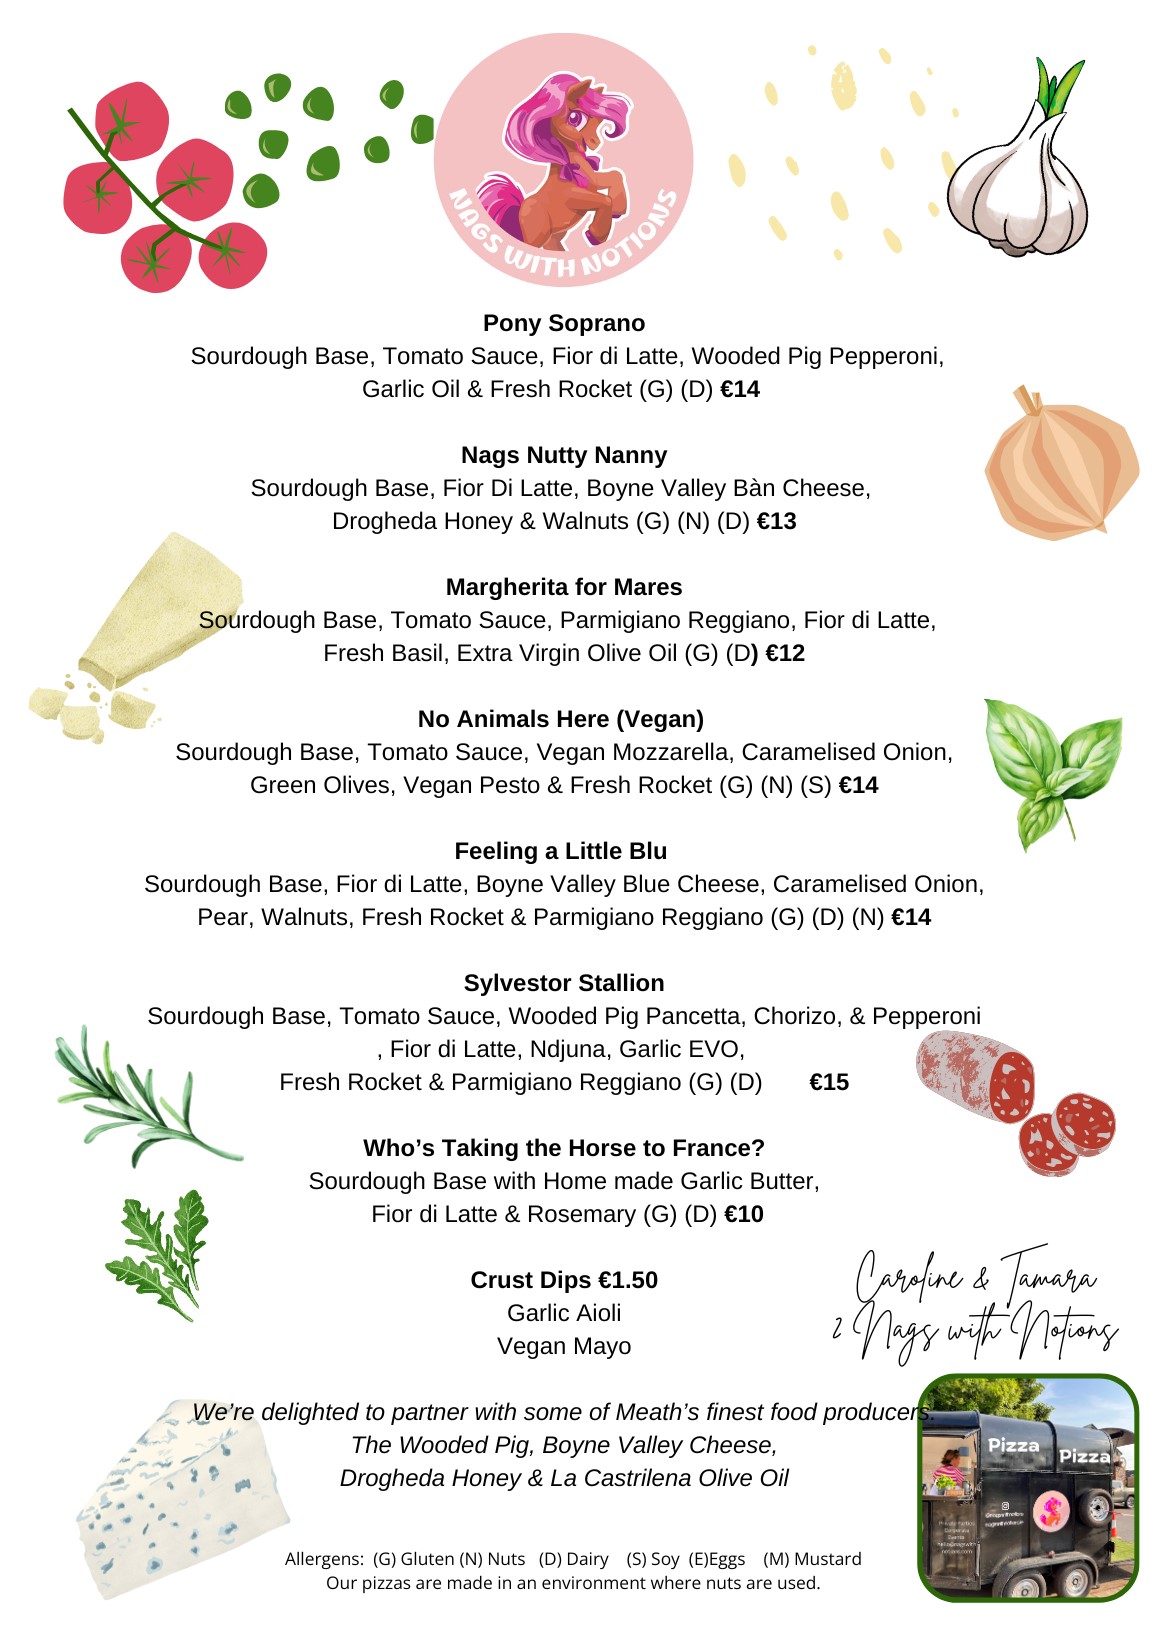 NAGS WITH NOTIONS
Pony Soprano
Sourdough Base, Tomato Sauce, Fior di Latte, Wooded Pig Pepperoni,
Garlic Oil & Fresh Rocket (G) (D) €14
Nags Nutty Nanny
Sourdough Base, Fior Di Latte, Boyne Valley Bàn Cheese,
Drogheda Honey & Walnuts (G) (N) (D) €13
Margherita for Mares
Sourdough Base, Tomato Sauce, Parmigiano Reggiano, Fior di Latte,
Fresh Basil, Extra Virgin Olive Oil (G) (D) €12
No Animals Here (Vegan)
Sourdough Base, Tomato Sauce, Vegan Mozzarella, Caramelised Onion,
Green Olives, Vegan Pesto & Fresh Rocket (G) (N) (S) €14
Feeling a Little Blu
Sourdough Base, Fior di Latte, Boyne Valley Blue Cheese, Caramelised Onion,
Pear, Walnuts, Fresh Rocket & Parmigiano Reggiano (G) (D) (N) €14
Sylvestor Stallion
Sourdough Base, Tomato Sauce, Wooded Pig Pancetta, Chorizo, & Pepperoni
, Fior di Latte, Ndjuna, Garlic EVO,
Fresh Rocket & Parmigiano Reggiano (G) (D) €15
Who's Taking the Horse to France?
Sourdough Base with Home made Garlic Butter,
Fior di Latte & Rosemary (G) (D) €10
Crust Dips €1.50
Garlic Aioli
Vegan Mayo
Caroline & Tamara
2 Nags with Notions
We're delighted to partner with some of Meath's finest food producers.
The Wooded Pig, Boyne Valley Cheese,
Drogheda Honey & La Castrilena Olive Oil
Pizza
Pizza
Allergens: (G) Gluten (N) Nuts (D) Dairy (S) Soy (E)Eggs (M) Mustard
Our pizzas are made in an environment where nuts are used.